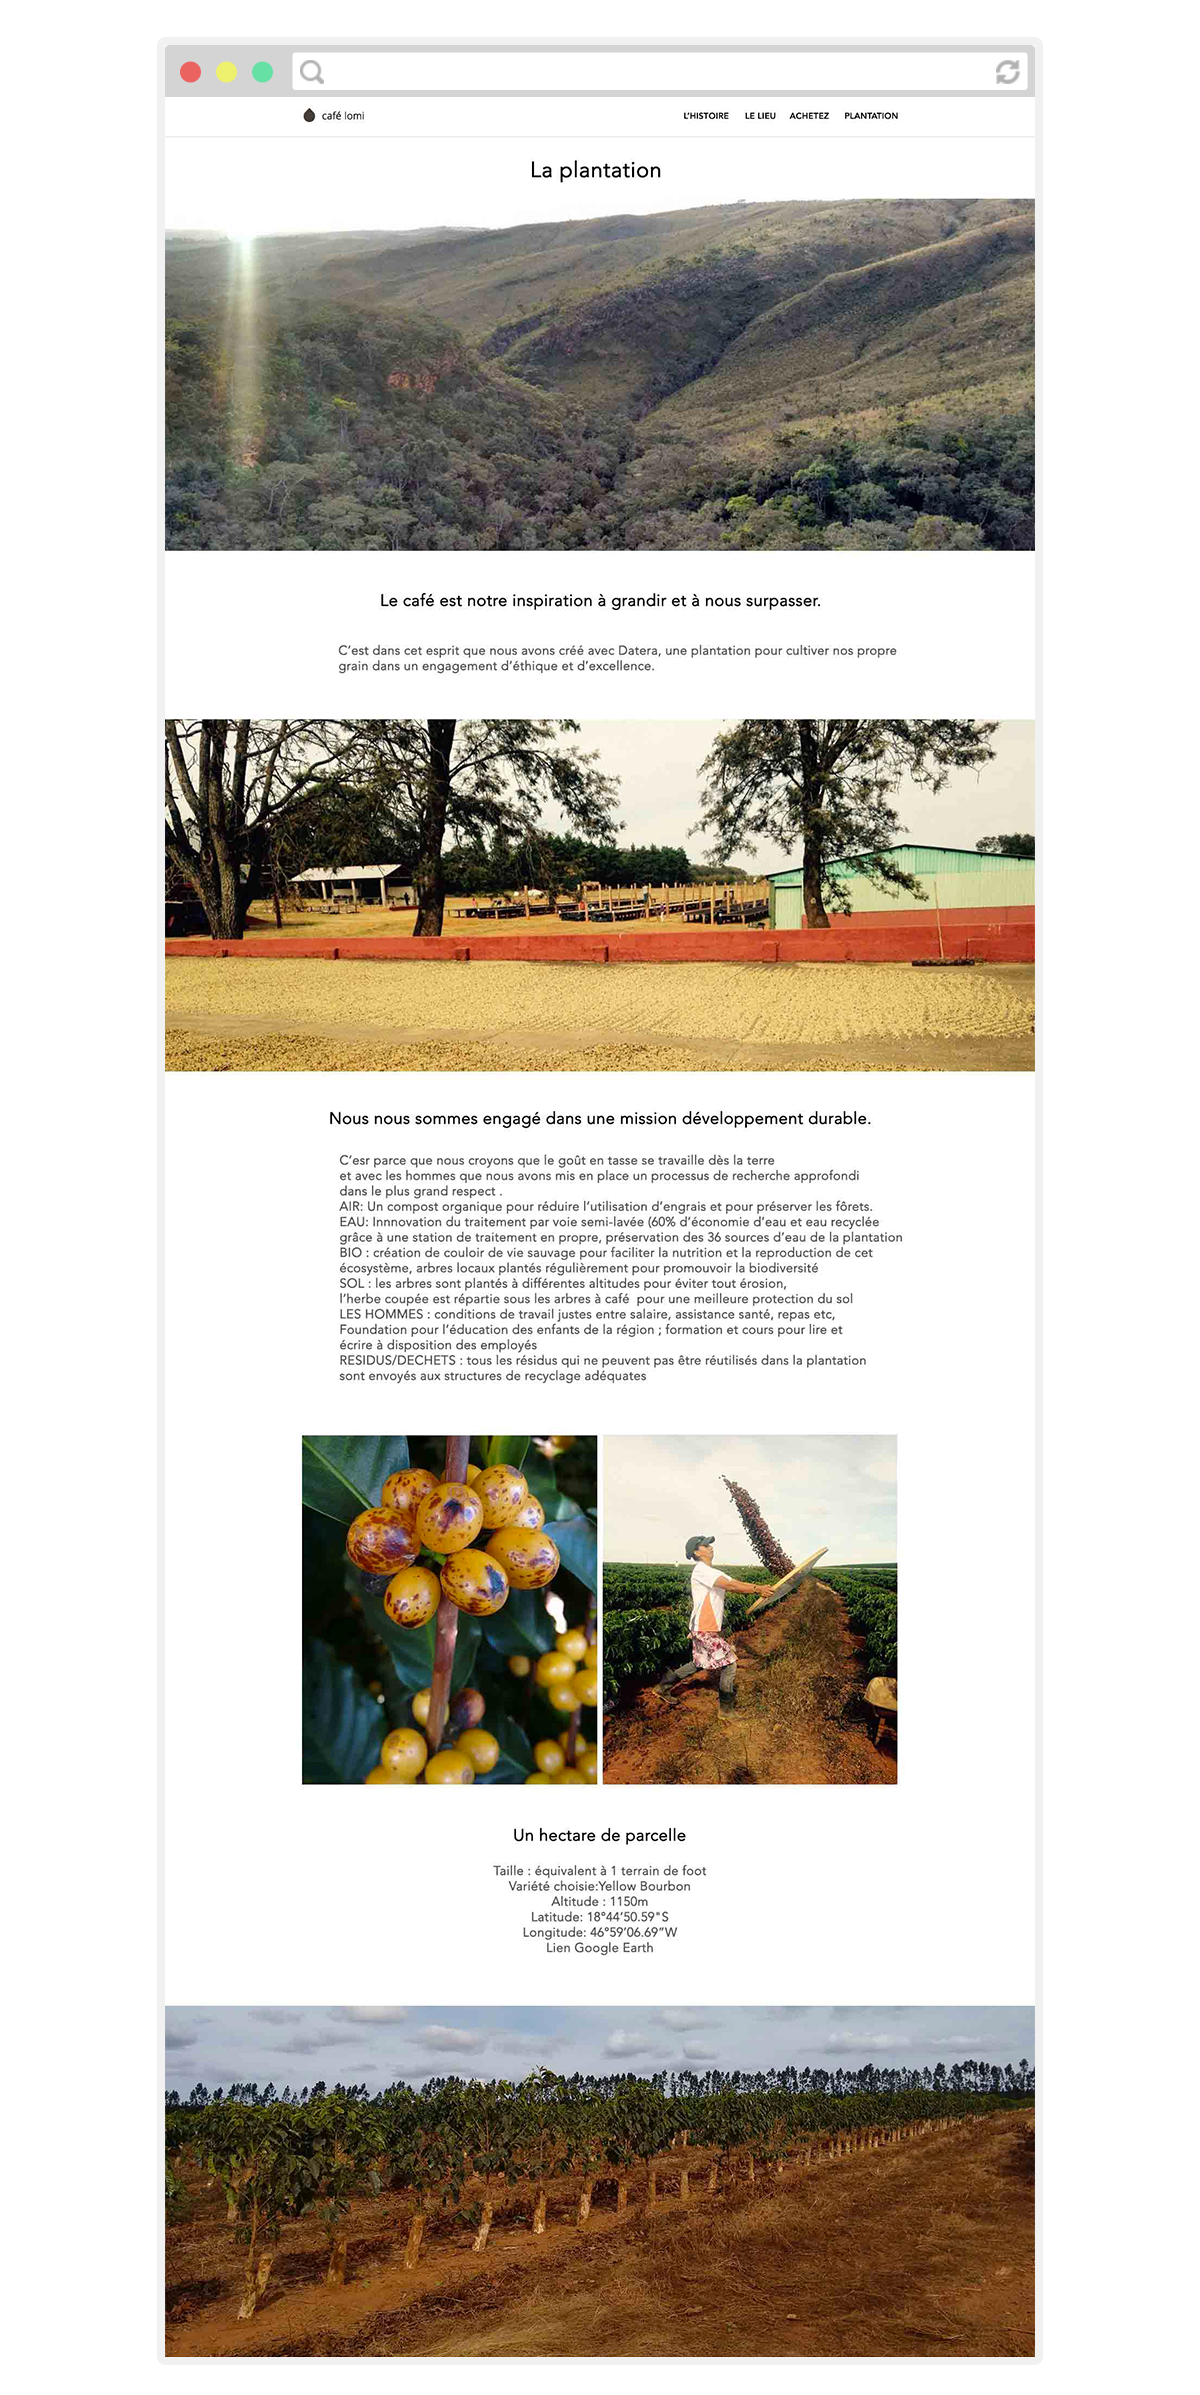 café lomi
L'HISTOIRE LE LIEU ACHETEZ PLANTATION
La plantation
Le café est notre inspiration à grandir et à nous surpasser.
C'est dans cet esprit que nous avons créé avec Datera, une plantation pour cultiver nos propre
grain dans un engagement d'éthique et d'excellence.
Nous nous sommes engagé dans une mission développement durable.
C'esr parce que nous croyons que le goût en tasse se travaille dès la terre
et avec les hommes que nous avons mis en place un processus de recherche approfondi
dans le plus grand respect .
AIR: Un compost organique pour réduire l'utilisation d'engrais et pour préserver les fôrets.
EAU: Innnovation du traitement par voie semi-lavée (60% d'économie d'eau et eau recyclée
grâce à une station de traitement en propre, préservation des 36 sources d'eau de la plantation
BIO : création de couloir de vie sauvage pour faciliter la nutrition et la reproduction de cet
écosystème, arbres locaux plantés régulièrement pour promouvoir la biodiversité
SOL : les arbres sont plantés à différentes altitudes pour éviter tout érosion,
l'herbe coupée est répartie sous les arbres à café  pour une meilleure protection du sol
LES HOMMES : conditions de travail justes entre salaire, assistance santé, repas etc,
Foundation pour l'éducation des enfants de la région ; formation et cours pour lire et
écrire à disposition des employés
RESIDUS/DECHETS : tous les résidus qui ne peuvent pas être réutilisés dans la plantation
sont envoyés aux structures de recyclage adéquates
Un hectare de parcelle
Taille : équivalent à 1 terrain de foot
Variété choisie:Yellow Bourbon
Altitude : 1150m
Latitude: 18°44'50.59"S
Longitude: 46°59'06.69"W
Lien Google Earth